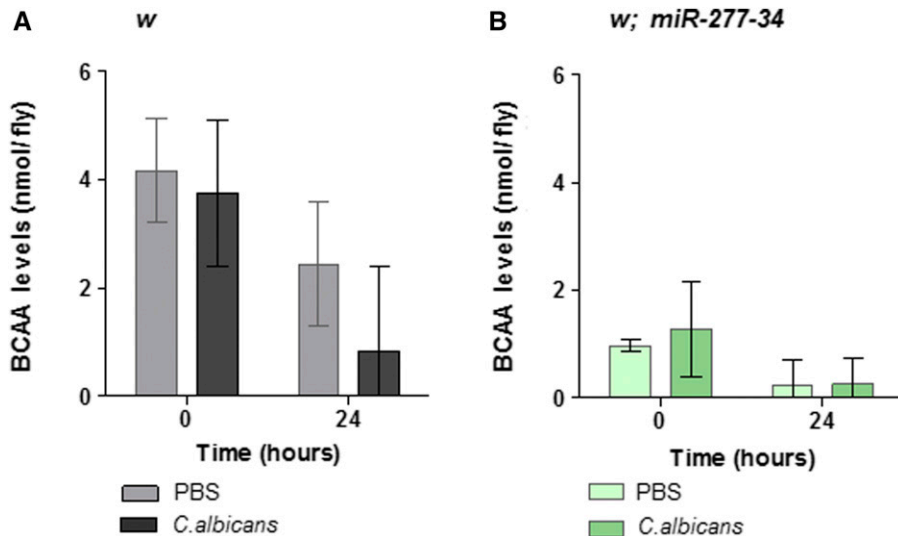 A
w
6
4
2
0
BCAA levels (nmol/fly)
0
24
Time (hours)
PBS
C.albicans
B
w; miR-277-34
6
4
2
0
BCAA levels (nmol/fly)
0
24
Time (hours)
PBS
C.albicans